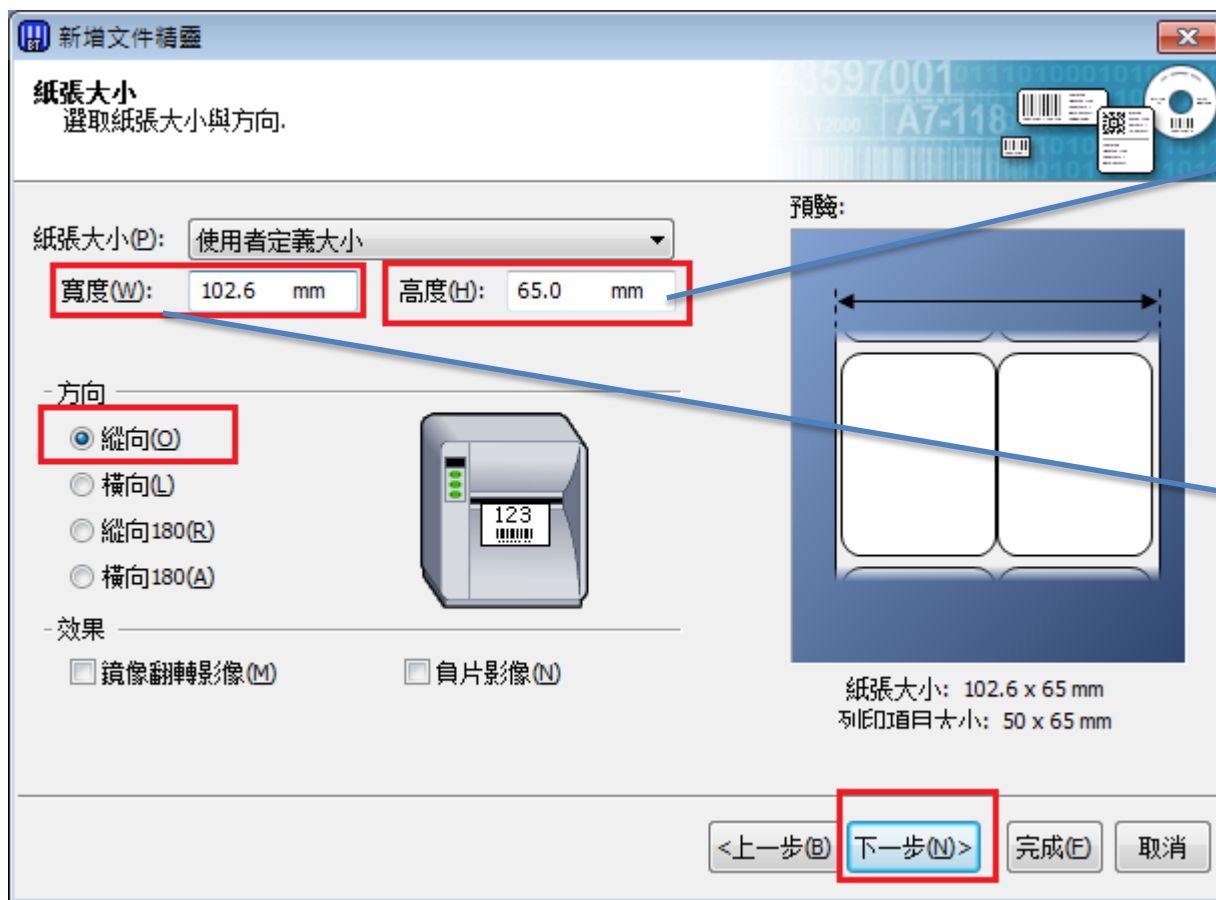 BT 新增文件精靈
紙張大小
選取紙張大小與方向.
43597001 0111010001010
A7-118
預覽:
紙張大小(P): 使用者定義大小
寬度(W): 102.6 mm 高度(H): 65.0 mm
方向
縱向(O)
橫向(L)
縱向180(R)
橫向180(A)
123
效果
鏡像翻轉影像(M) 負片影像(N)
紙張大小: 102.6 x 65 mm
列印項目大小: 50 x 65 mm
<上一步(B) 下一步(N)> 完成(F) 取消